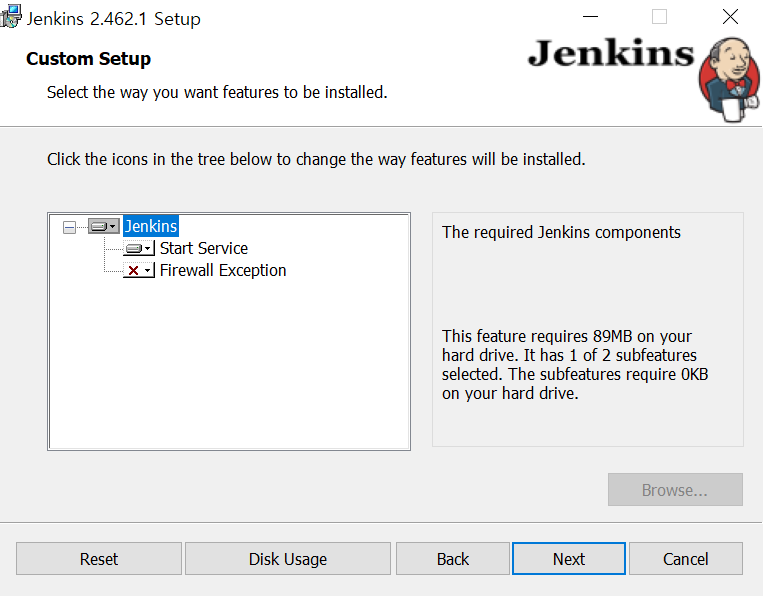 Jenkins 2.462.1 Setup
Custom Setup
Jenkins
Select the way you want features to be installed.
Click the icons in the tree below to change the way features will be installed.
Jenkins
Start Service
Firewall Exception
The required Jenkins components
This feature requires 89MB on your
hard drive. It has 1 of 2 subfeatures
selected. The subfeatures require 0KB
on your hard drive.
Browse...
Reset
Disk Usage
Back
Next
Cancel